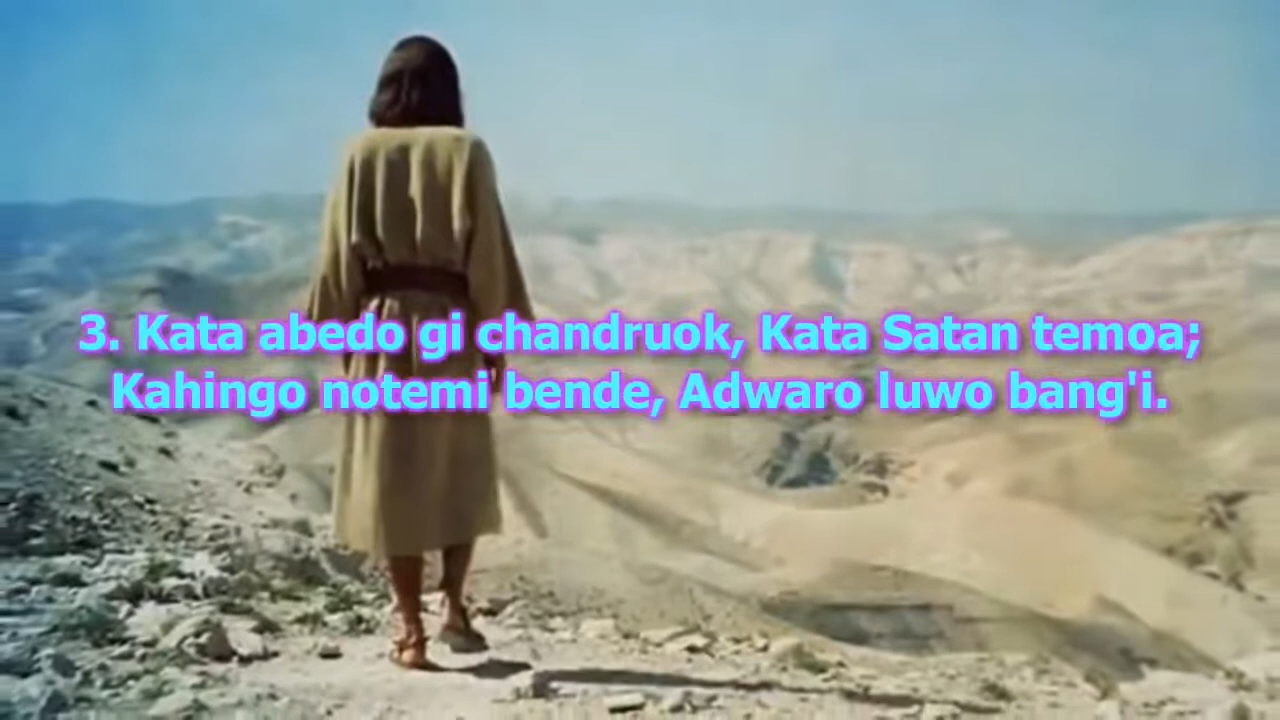 3. Kata abedo gi chandruok, Kata Satan temoa;
Kahingo notemi bende, Adwaro luwo bang'i.